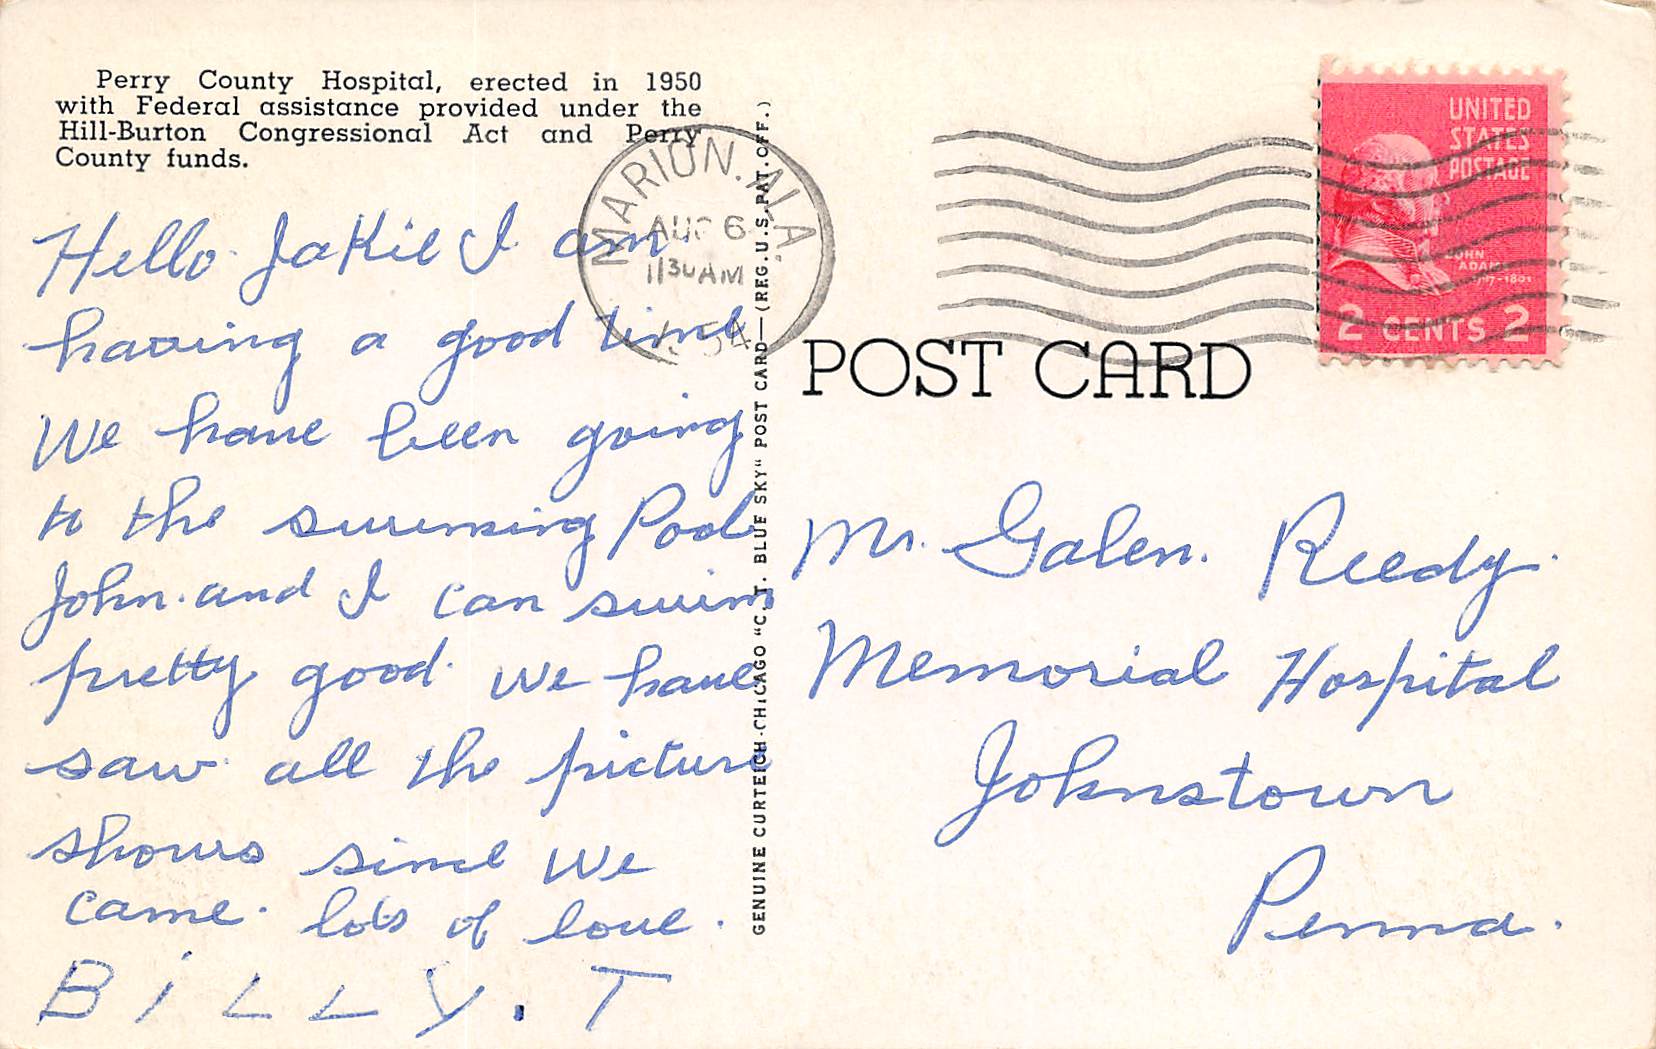 Perry County Hospital, erected in 1950
with Federal assistance provided under the
Hill-Burton Congressional Act and Perry
County funds.
MARION. ALA.
AUG 6
1130 AM
1954
UNITED
STATES
POSTAGE
JOHN
ADAMS
1797-1801
2 CENTS 2
POST CARD
GENUINE CURTEICH-CHICAGO "C. T. BLUE SKY" POST CARD—(REG. U. S. PAT. OFF.)
Hello Jakie I am
having a good time
We have been going
to the swimming Pool
John. and I can swim
pretty good. We have
saw all the picture
shows since we
came. lots of love.
BiLLY. T
Mr. Galen. Reedy.
Memorial Hospital
Johnstown
Penna.